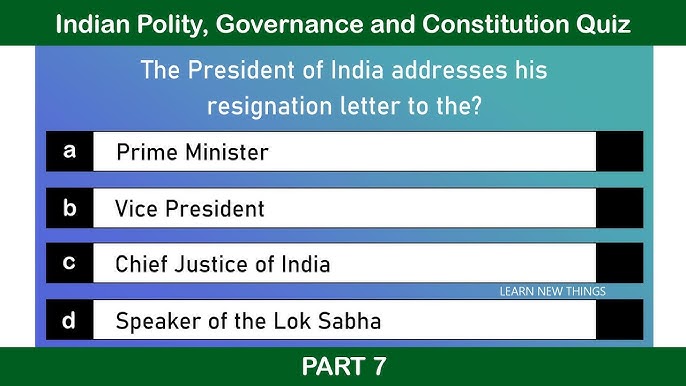 Indian Polity, Governance and Constitution Quiz
The President of India addresses his
resignation letter to the?
a Prime Minister
b Vice President
c Chief Justice of India
LEARN NEW THINGS
d Speaker of the Lok Sabha
PART 7